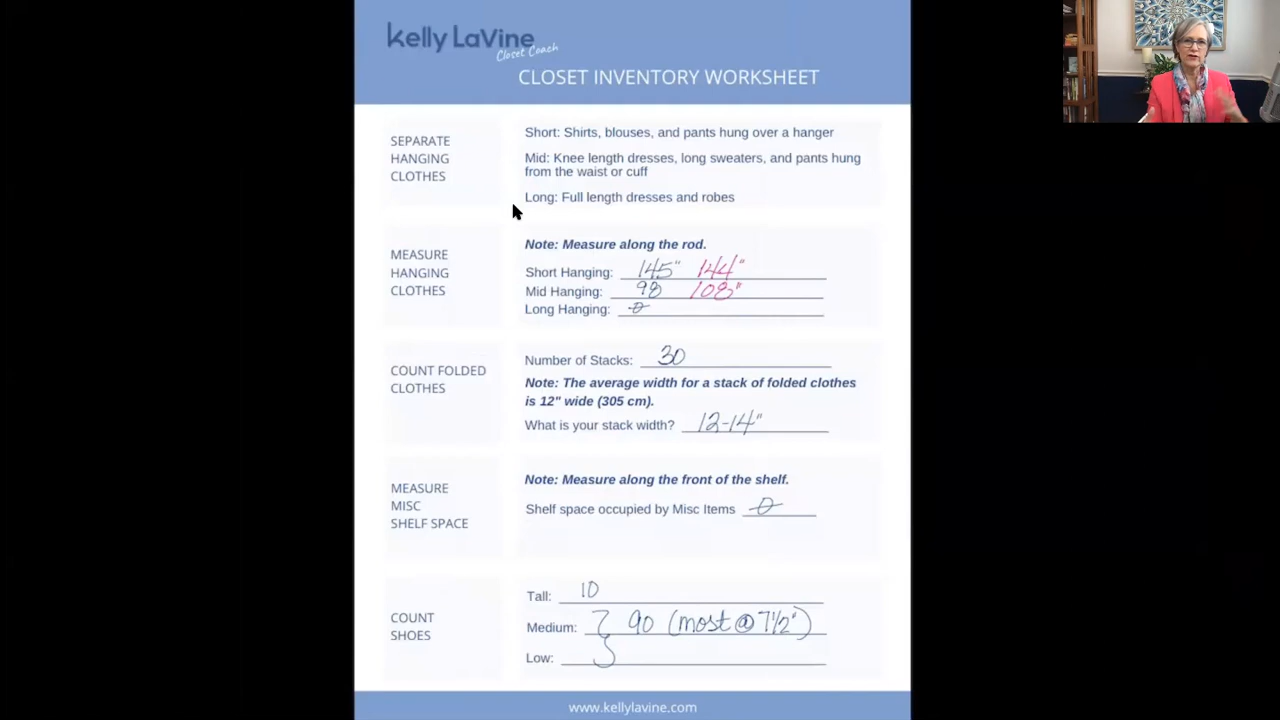 Kelly LaVine
Closet Coach
CLOSET INVENTORY WORKSHEET
SEPARATE
HANGING
CLOTHES
Short: Shirts, blouses, and pants hung over a hanger
Mid: Knee length dresses, long sweaters, and pants hung
from the waist or cuff
Long: Full length dresses and robes
MEASURE
HANGING
CLOTHES
Note: Measure along the rod.
Short Hanging: 145" 144"
Mid Hanging: 98 108"
Long Hanging: 0
COUNT FOLDED
CLOTHES
Number of Stacks: 30
Note: The average width for a stack of folded clothes
is 12" wide (305 cm).
What is your stack width? 12-14"
MEASURE
MISC
SHELF SPACE
Note: Measure along the front of the shelf.
Shelf space occupied by Misc Items 0
COUNT
SHOES
Tall: 10
Medium: 90 (most @ 7 1/2")
Low:
www.kellylavine.com